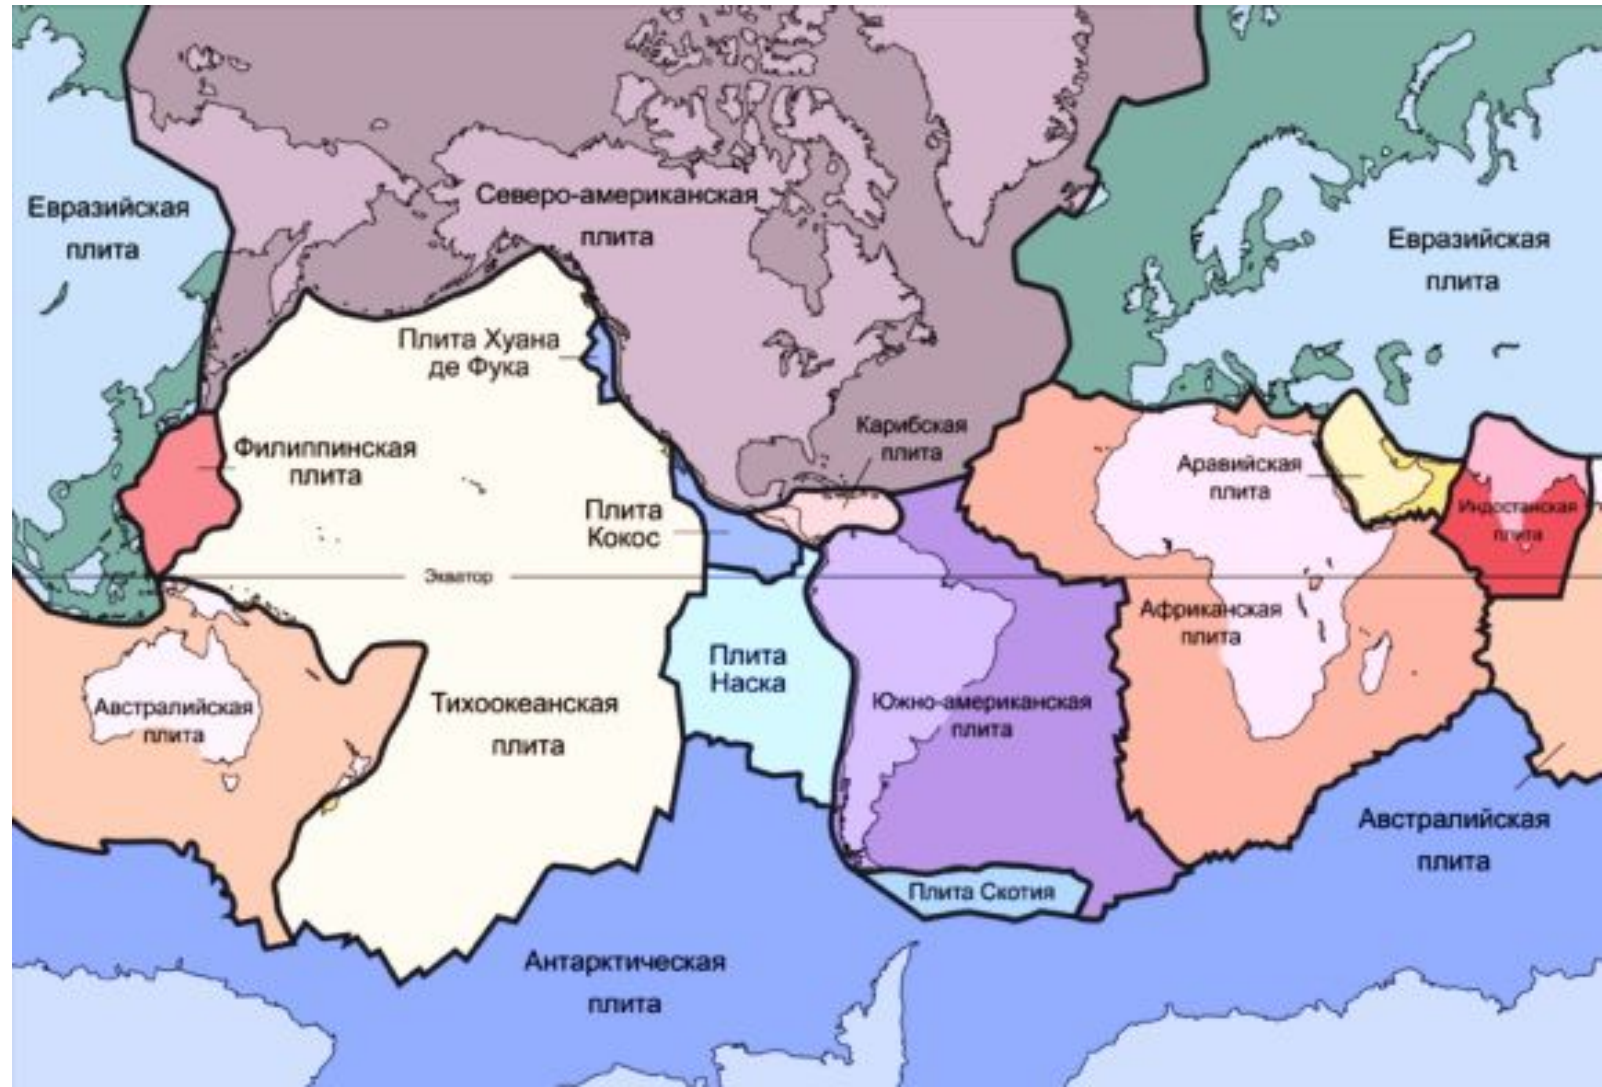 Северо-американская
плита
Евразийская
плита
Евразийская
плита
Плита Хуана
де Фука
Карибская
плита
Филиппинская
плита
Аравийская
плита
Плита
Кокос
Индостанская
плита
Экватор
Африканская
плита
Плита
Наска
Австралийская
плита
Тихоокеанская
плита
Южно-американская
плита
Австралийская
плита
Плита Скотия
Антарктическая
плита